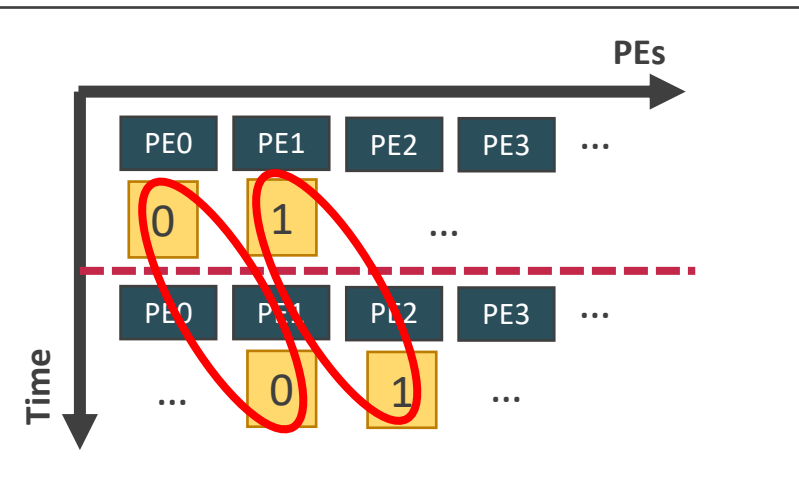 PEs
PE0 PE1 PE2 PE3 ...
0 1 ...
PE0 PE1 PE2 PE3 ...
Time
... 0 1 ...